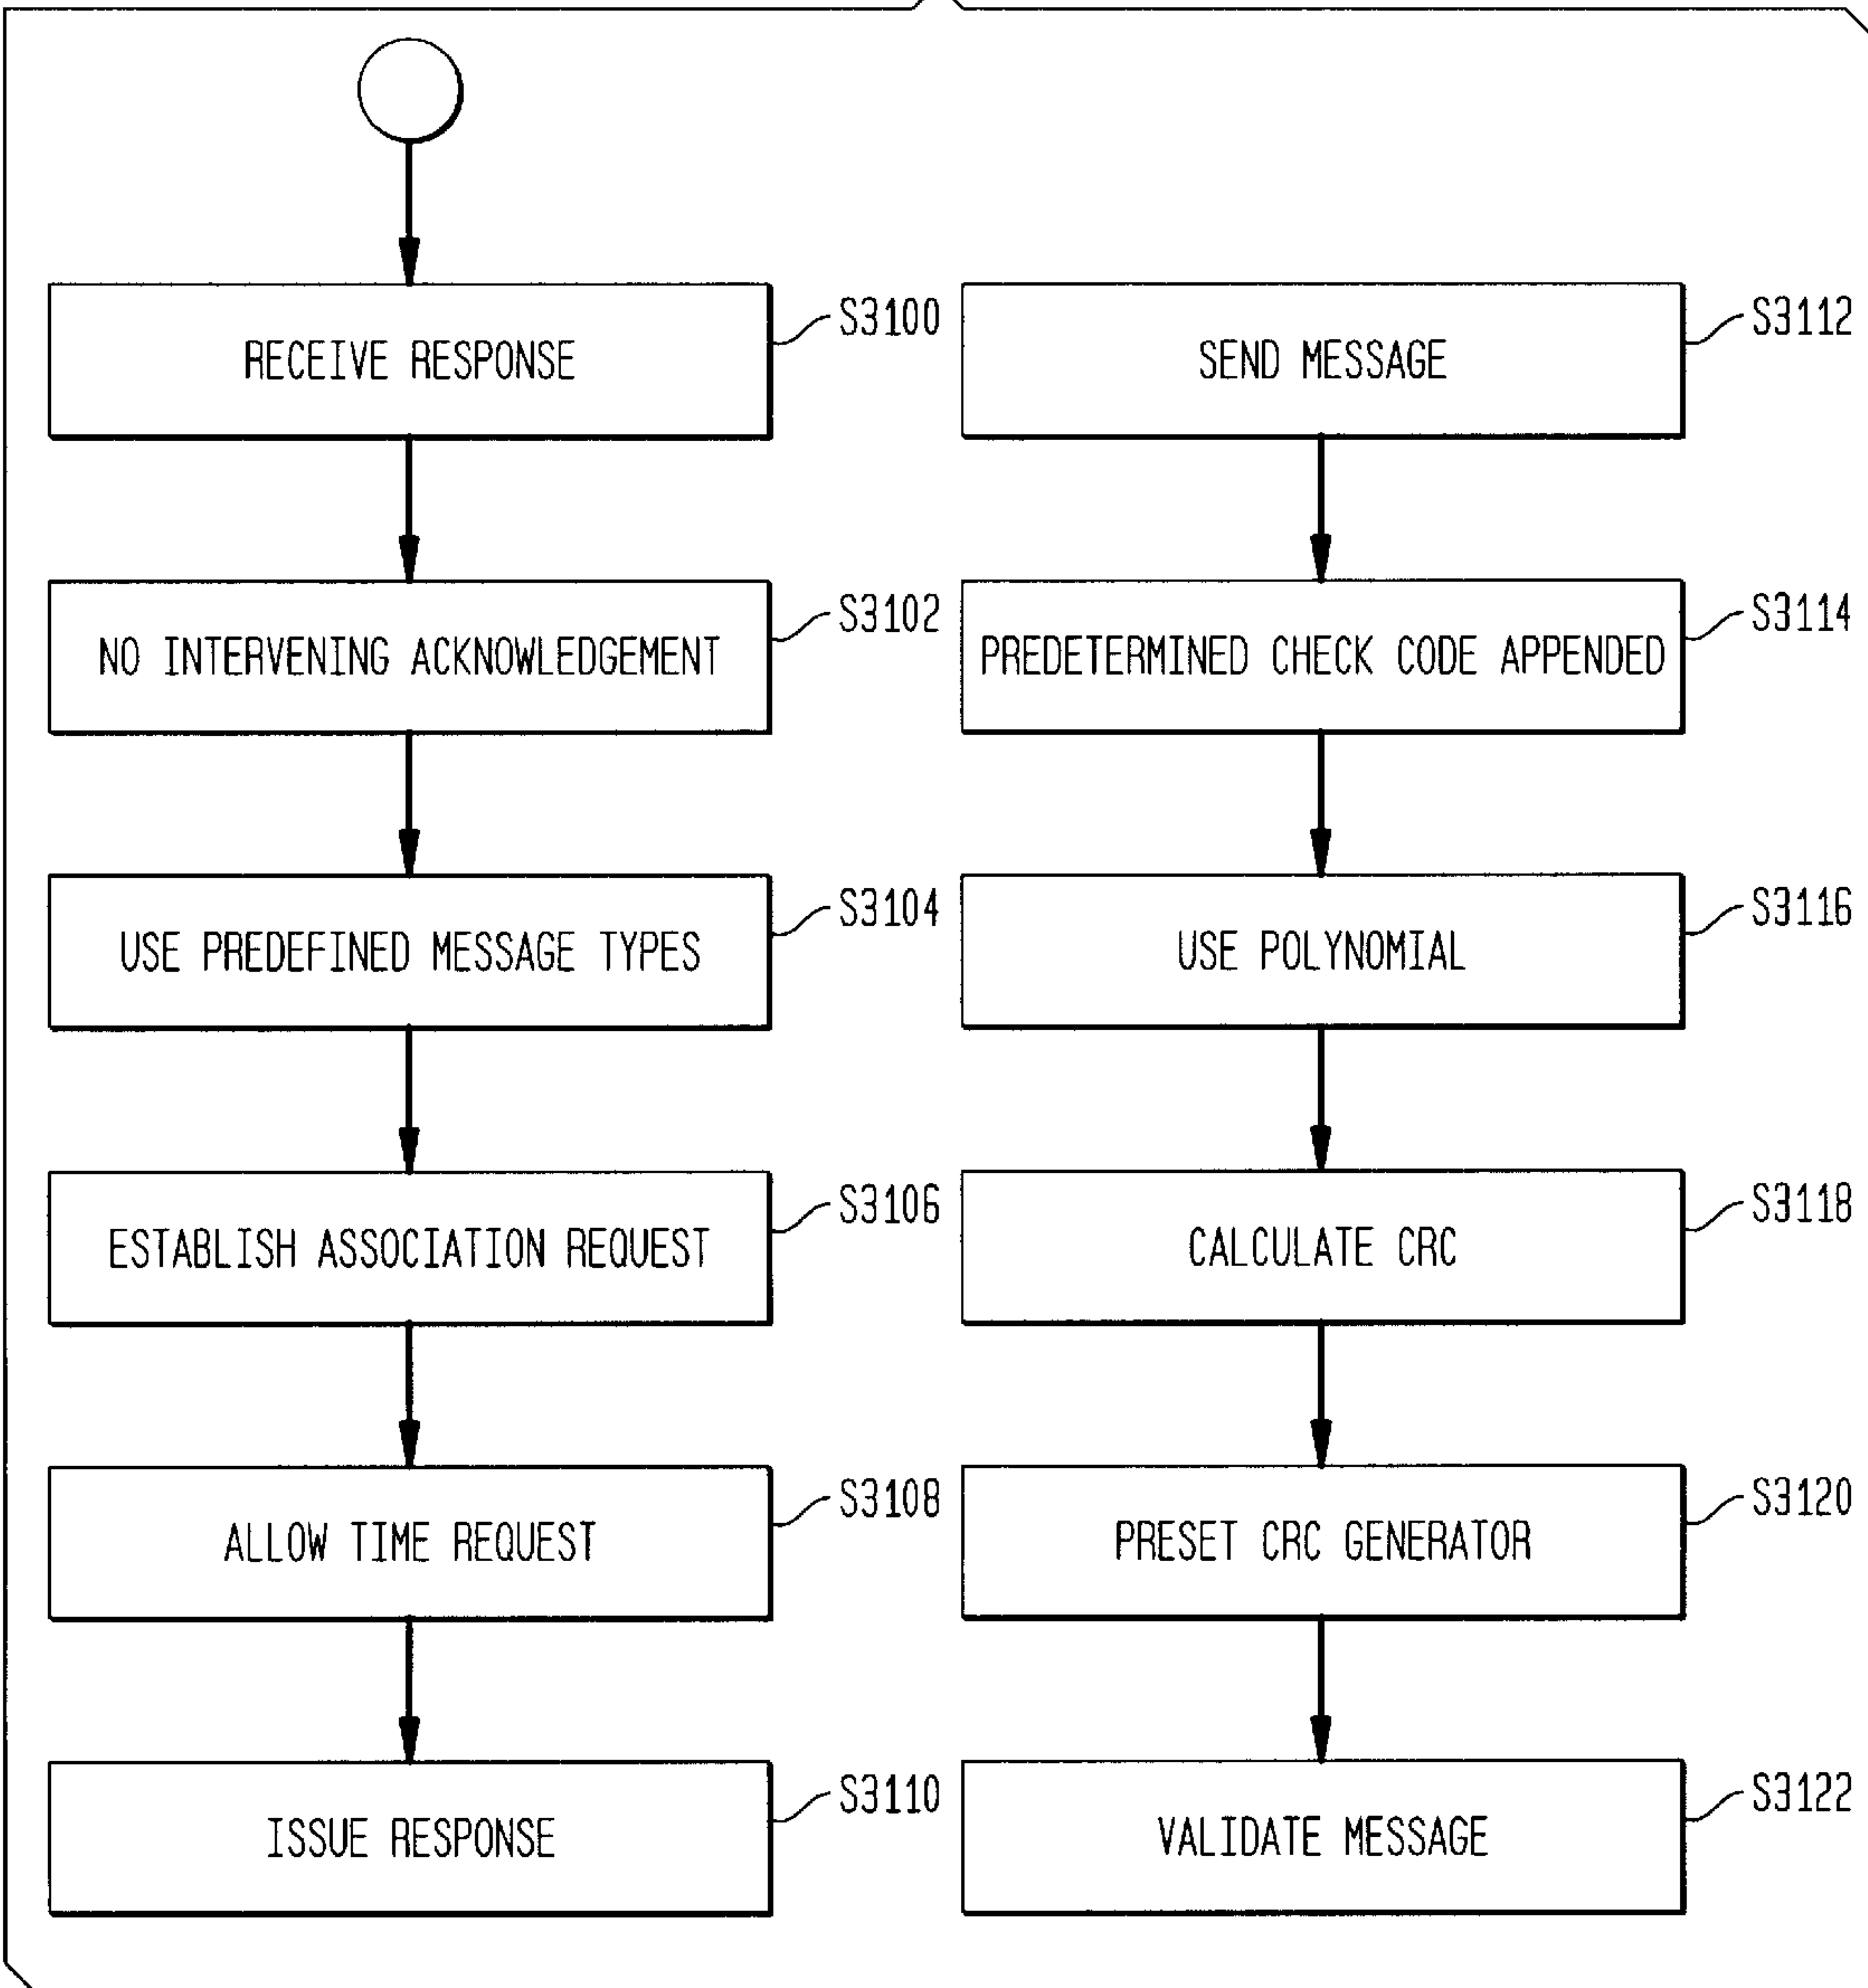 RECEIVE RESPONSE
S3100
NO INTERVENING ACKNOWLEDGEMENT
S3102
USE PREDEFINED MESSAGE TYPES
S3104
ESTABLISH ASSOCIATION REQUEST
S3106
ALLOW TIME REQUEST
S3108
ISSUE RESPONSE
S3110
SEND MESSAGE
S3112
PREDETERMINED CHECK CODE APPENDED
S3114
USE POLYNOMIAL
S3116
CALCULATE CRC
S3118
PRESET CRC GENERATOR
S3120
VALIDATE MESSAGE
S3122